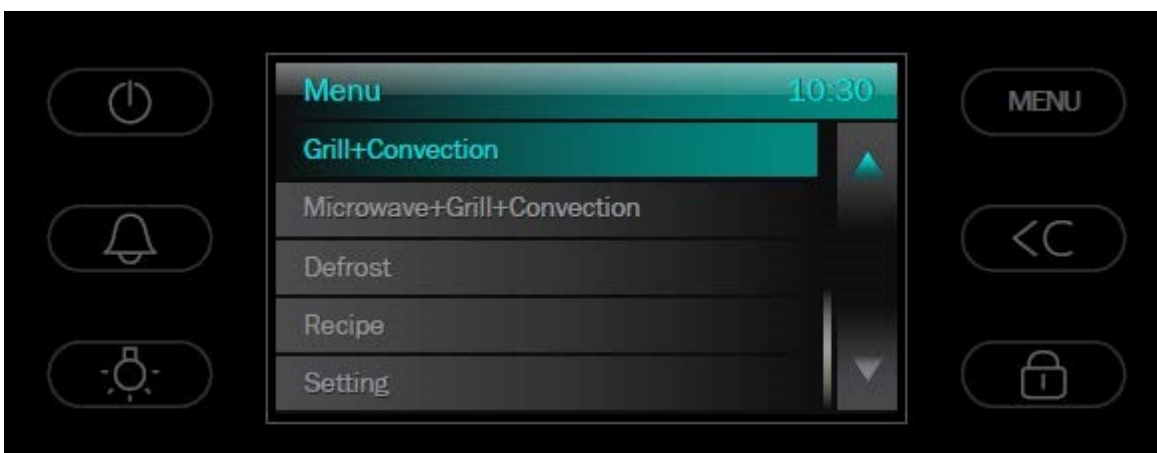 Menu 10:30
MENU
Grill+Convection
Microwave+Grill+Convection
<C
Defrost
Recipe
Setting